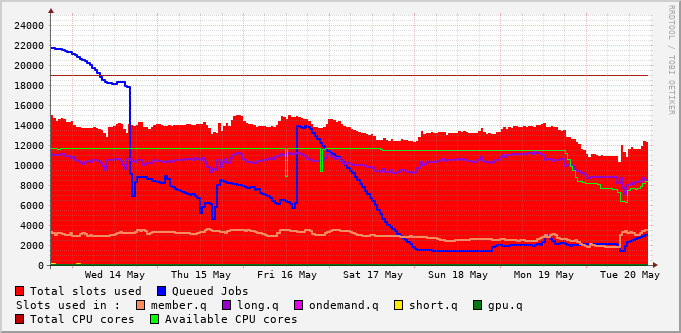 24000
22000
20000
18000
16000
14000
12000
10000
8000
6000
4000
2000
0
Wed 14 May Thu 15 May Fri 16 May Sat 17 May Sun 18 May Mon 19 May Tue 20 May
Total slots used Queued Jobs
Slots used in : member.q long.q ondemand.q short.q gpu.q
Total CPU cores Available CPU cores
RRDTOOL / TOBI OETIKER